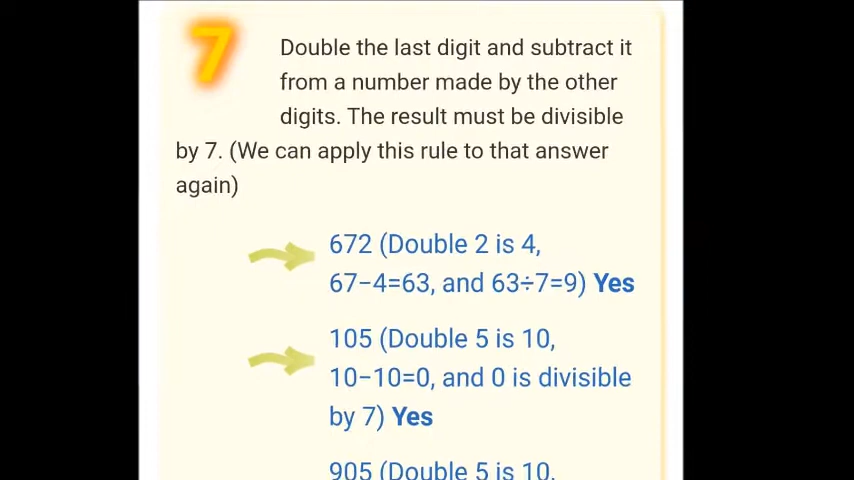 7
Double the last digit and subtract it
from a number made by the other
digits. The result must be divisible
by 7. (We can apply this rule to that answer
again)
672 (Double 2 is 4,
67−4=63, and 63÷7=9) Yes
105 (Double 5 is 10,
10−10=0, and 0 is divisible
by 7) Yes
905 (Double 5 is 10,